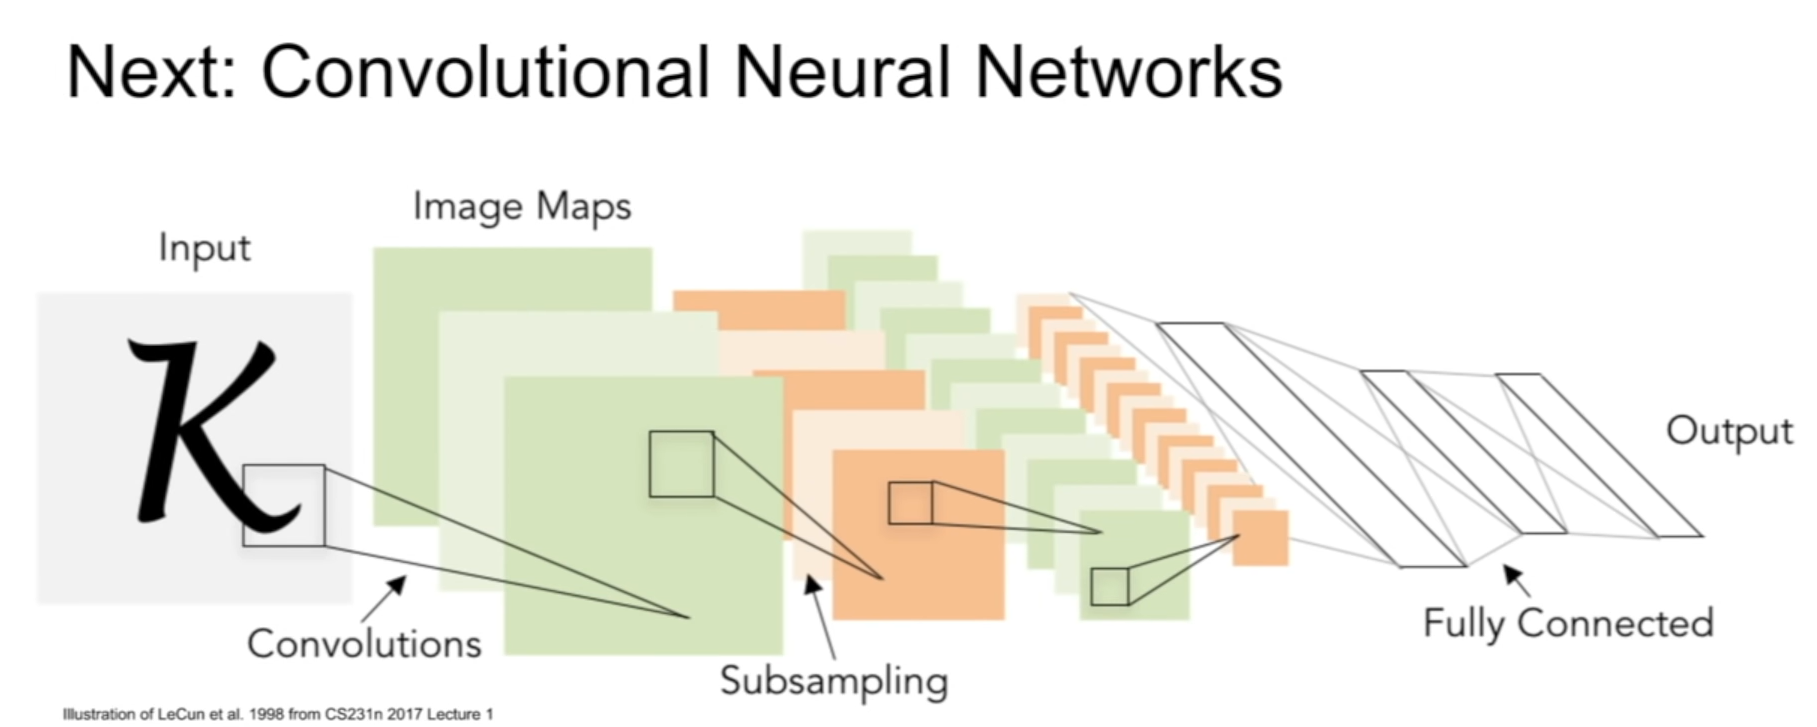 Next: Convolutional Neural Networks
Image Maps
Input
K
Output
Convolutions
Fully Connected
Subsampling
Illustration of LeCun et al. 1998 from CS231n 2017 Lecture 1